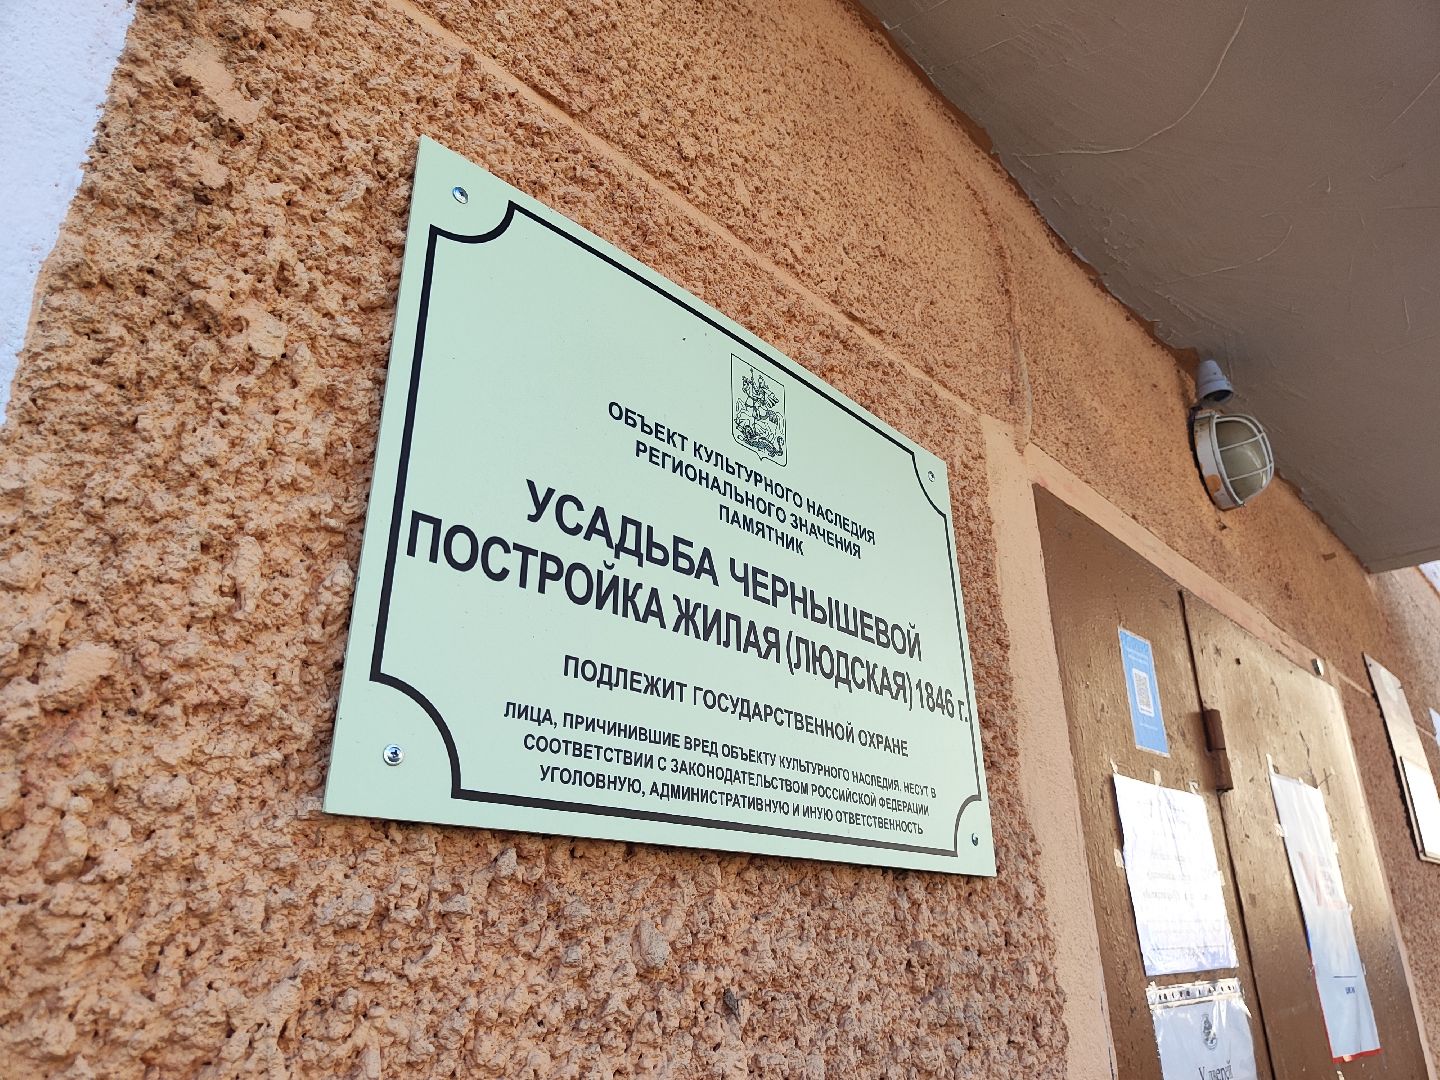 ОБЪЕКТ КУЛЬТУРНОГО НАСЛЕДИЯ
РЕГИОНАЛЬНОГО ЗНАЧЕНИЯ
ПАМЯТНИК
УСАДЬБА ЧЕРНЫШЕВОЙ
ПОСТРОЙКА ЖИЛАЯ (ЛЮДСКАЯ) 1846 г.
ПОДЛЕЖИТ ГОСУДАРСТВЕННОЙ ОХРАНЕ
ЛИЦА, ПРИЧИНИВШИЕ ВРЕД ОБЪЕКТУ КУЛЬТУРНОГО НАСЛЕДИЯ, НЕСУТ В
СООТВЕТСТВИИ С ЗАКОНОДАТЕЛЬСТВОМ РОССИЙСКОЙ ФЕДЕРАЦИИ
УГОЛОВНУЮ, АДМИНИСТРАТИВНУЮ И ИНУЮ ОТВЕТСТВЕННОСТЬ